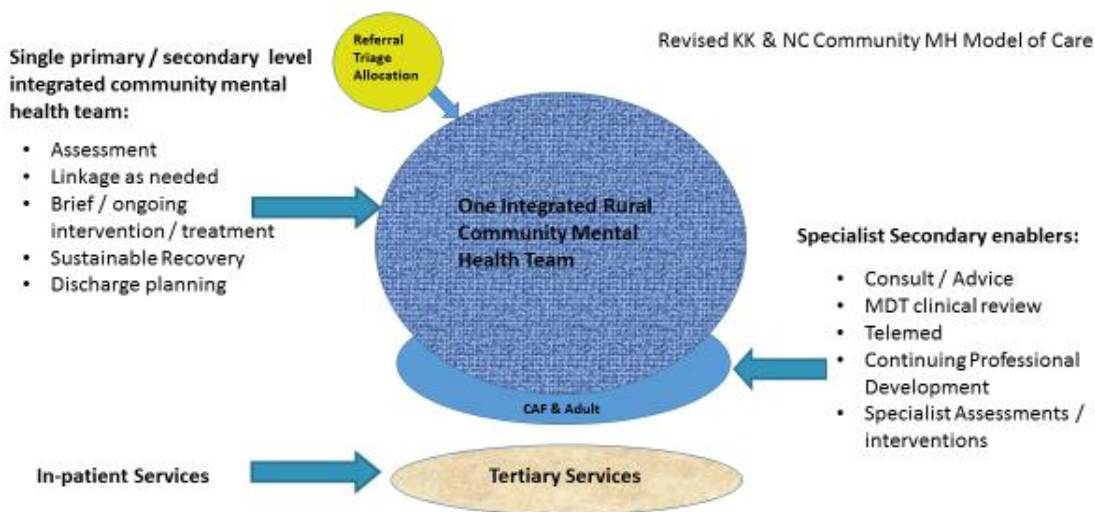 Revised KK & NC Community MH Model of Care
Referral
Triage
Allocation
Single primary / secondary level
integrated community mental
health team:
• Assessment
• Linkage as needed
• Brief / ongoing
intervention / treatment
• Sustainable Recovery
• Discharge planning
One Integrated Rural
Community Mental
Health Team
Specialist Secondary enablers:
• Consult / Advice
• MDT clinical review
• Telemed
• Continuing Professional
Development
• Specialist Assessments /
interventions
CAF & Adult
In-patient Services
Tertiary Services